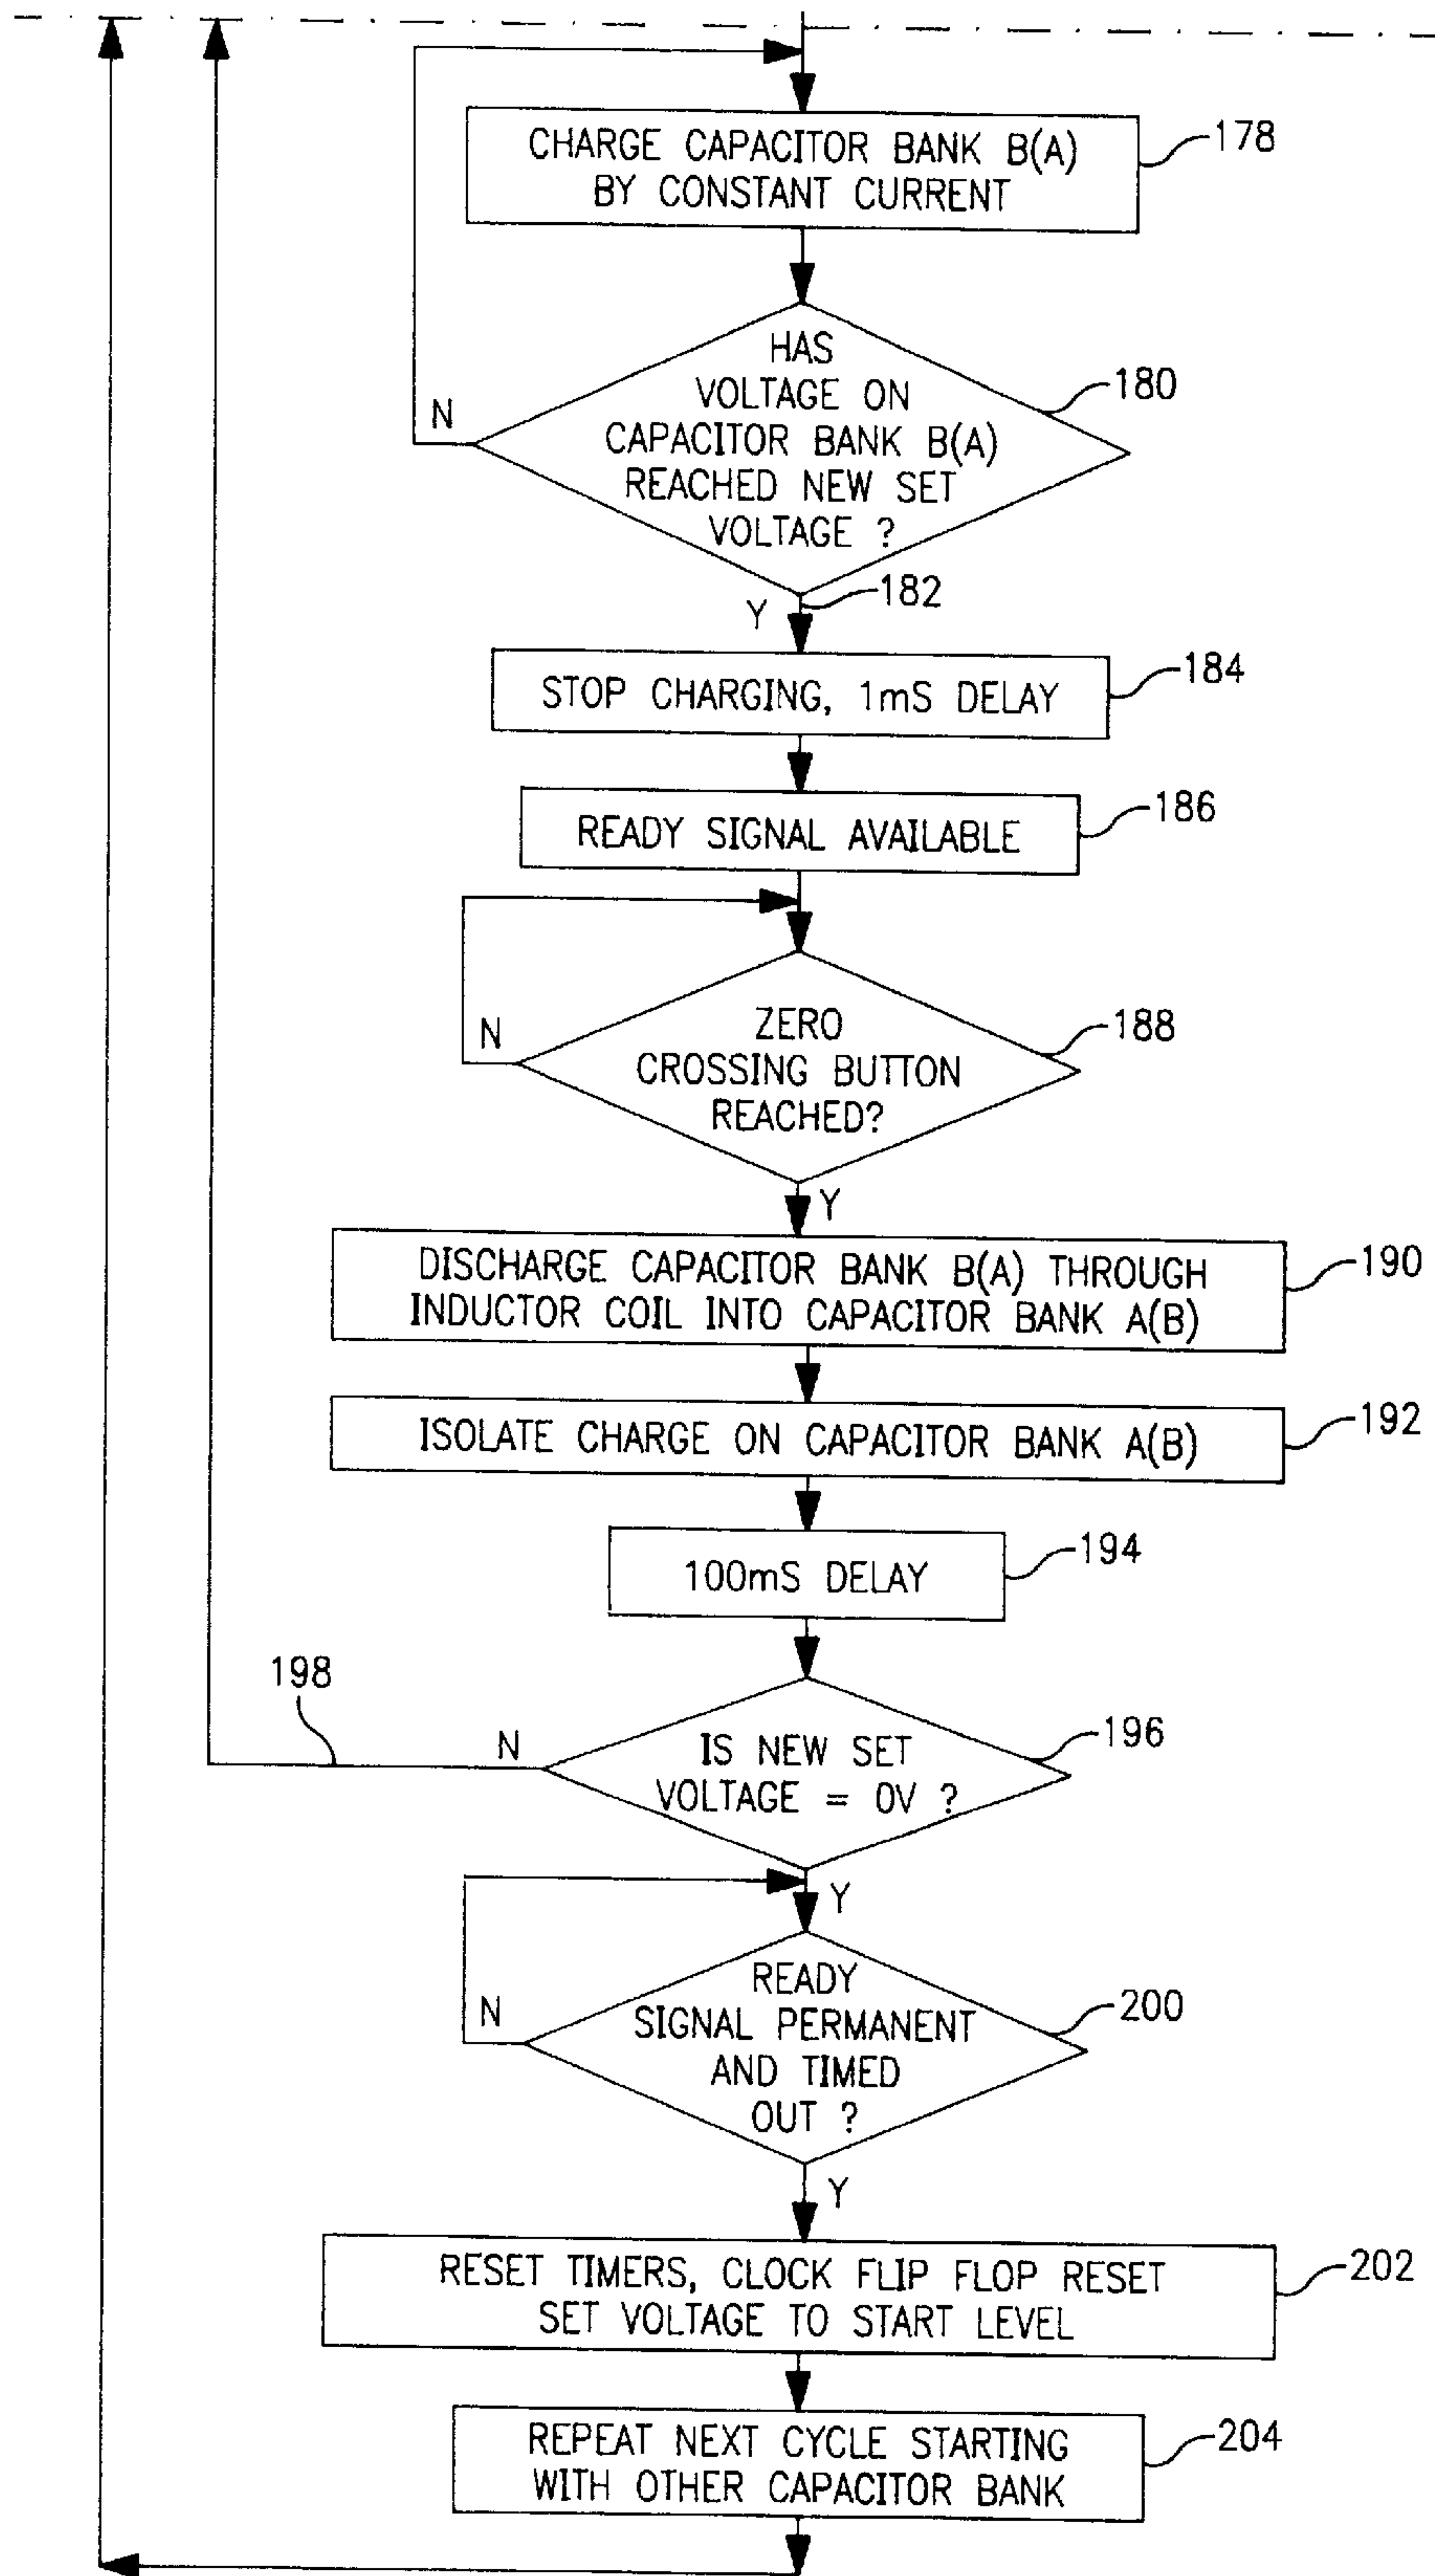 CHARGE CAPACITOR BANK B(A)
BY CONSTANT CURRENT
178
HAS
VOLTAGE ON
CAPACITOR BANK B(A)
REACHED NEW SET
VOLTAGE ?
180
N
Y
182
STOP CHARGING, 1mS DELAY
184
READY SIGNAL AVAILABLE
186
ZERO
CROSSING BUTTON
REACHED?
188
N
Y
DISCHARGE CAPACITOR BANK B(A) THROUGH
INDUCTOR COIL INTO CAPACITOR BANK A(B)
190
ISOLATE CHARGE ON CAPACITOR BANK A(B)
192
100mS DELAY
194
198
N
IS NEW SET
VOLTAGE = 0V ?
196
Y
READY
SIGNAL PERMANENT
AND TIMED
OUT ?
200
N
Y
RESET TIMERS, CLOCK FLIP FLOP RESET
SET VOLTAGE TO START LEVEL
202
REPEAT NEXT CYCLE STARTING
WITH OTHER CAPACITOR BANK
204